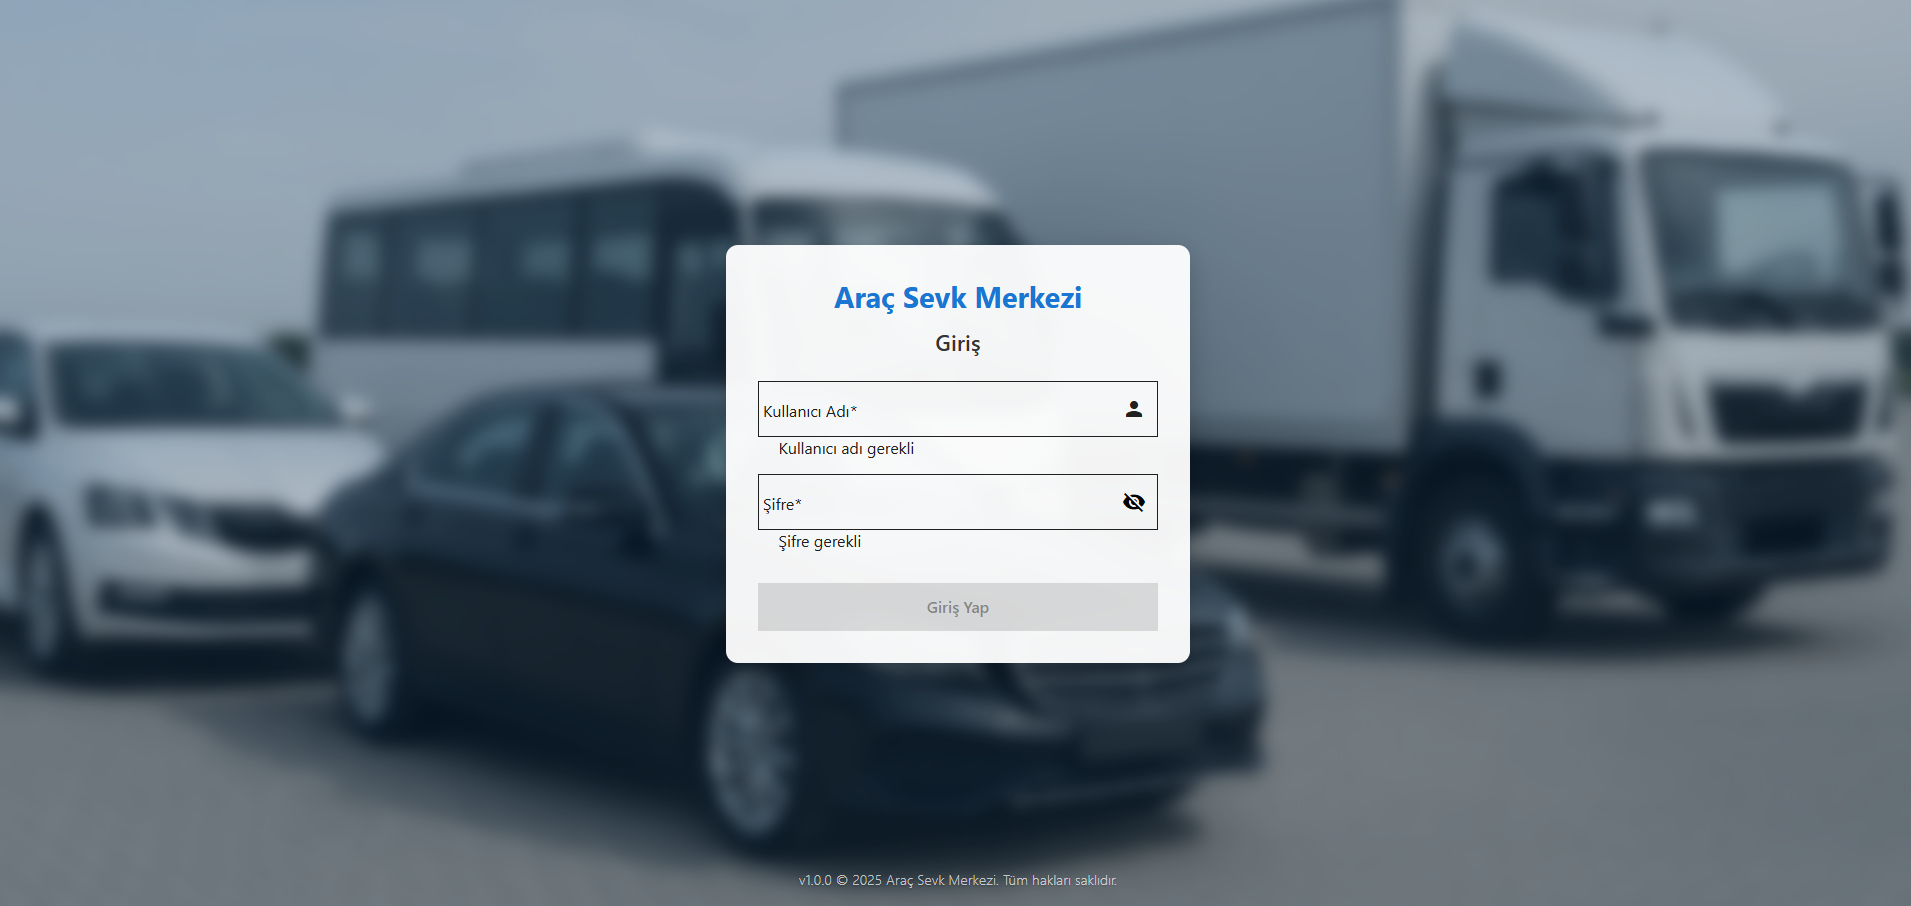 Araç Sevk Merkezi
Giriş
Kullanıcı Adı*
Kullanıcı adı gerekli
Şifre*
Şifre gerekli
Giriş Yap
v1.0.0 © 2025 Araç Sevk Merkezi. Tüm hakları saklıdır.